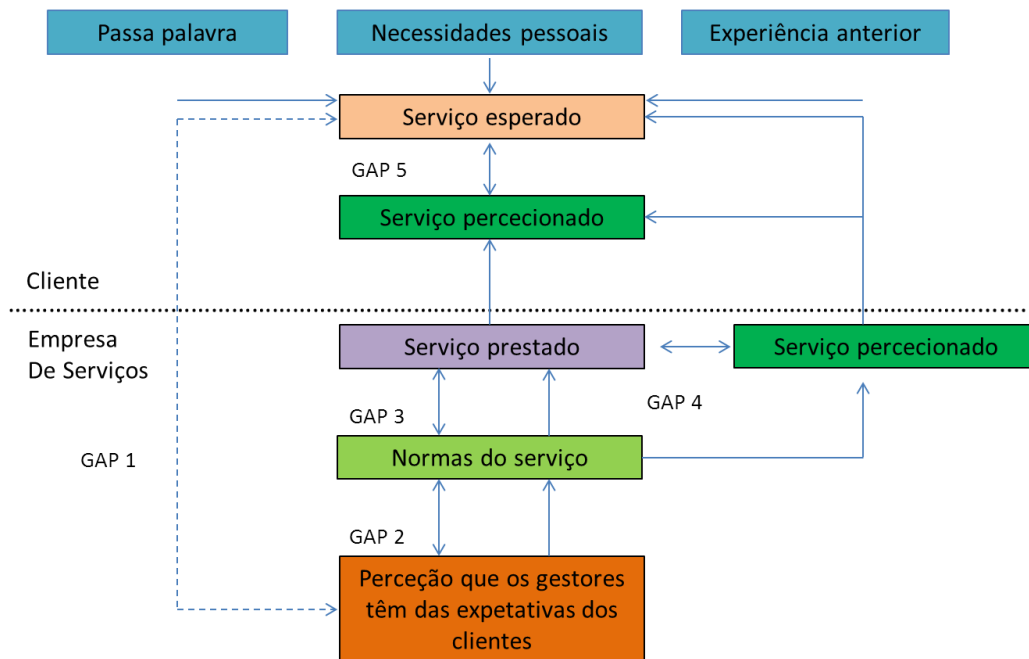 Passa palavra
Necessidades pessoais
Experiência anterior
Serviço esperado
GAP 5
Serviço percecionado
Cliente
Empresa
De Serviços
Serviço prestado
Serviço percecionado
GAP 3
GAP 4
GAP 1
Normas do serviço
GAP 2
Perceção que os gestores
têm das expetativas dos
clientes